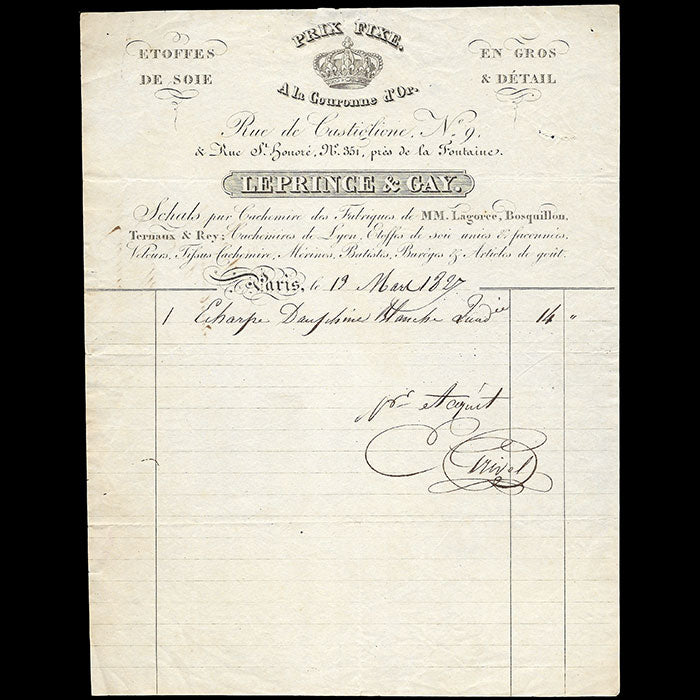 PRIX FIXE.
A la Couronne d'Or.
ETOFFES
DE SOIE
EN GROS
& DÉTAIL
Rue de Castiglione, N.º 9,
& Rue S.t Honoré, N.º 351, près de la Fontaine.
LEPRINCE & GAY.
Schals pur Cachemire des Fabriques de MM. Lagorce, Bosquillon,
Ternaux & Rey; Cachemires de Lyon, Etoffes de soie unies & façonnées,
Velours, Tissus Cachemire, Mérinos, Batistes, Barèges & Articles de goût.
Paris, le 19 Mars 1827
1 Echarpe Dauphine Blanche 14 "
pr acquit